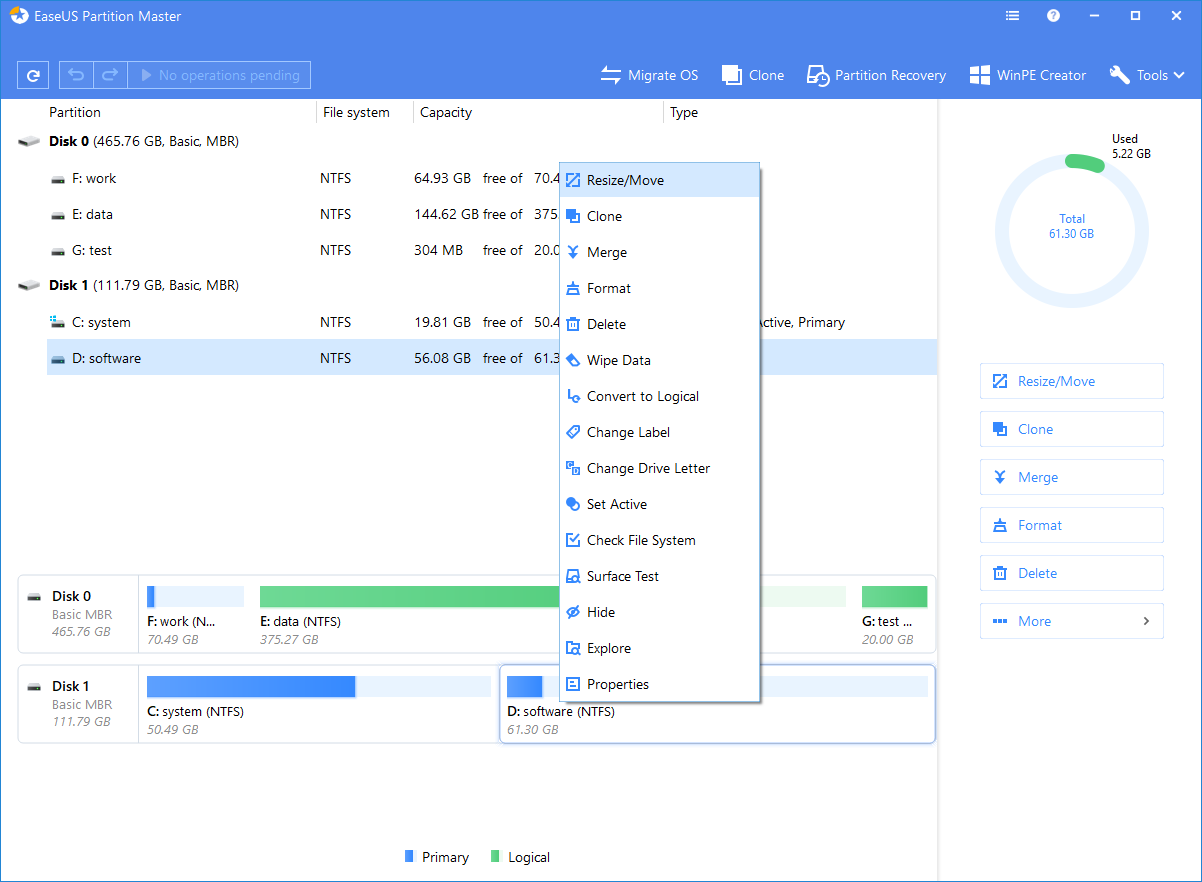 EaseUS Partition Master
No operations pending
Migrate OS Clone Partition Recovery WinPE Creator Tools
Partition File system Capacity Type
Disk 0 (465.76 GB, Basic, MBR)
F: work NTFS 64.93 GB free of 70.4
E: data NTFS 144.62 GB free of 375
G: test NTFS 304 MB free of 20.0
Disk 1 (111.79 GB, Basic, MBR)
C: system NTFS 19.81 GB free of 50.4 Active, Primary
D: software NTFS 56.08 GB free of 61.3
Resize/Move
Clone
Merge
Format
Delete
Wipe Data
Convert to Logical
Change Label
Change Drive Letter
Set Active
Check File System
Surface Test
Hide
Explore
Properties
Used
5.22 GB
Total
61.30 GB
Resize/Move
Clone
Merge
Format
Delete
More
Disk 0
Basic MBR
465.76 GB
F: work (N...
70.49 GB
E: data (NTFS)
375.27 GB
G: test ...
20.00 GB
Disk 1
Basic MBR
111.79 GB
C: system (NTFS)
50.49 GB
D: software (NTFS)
61.30 GB
Primary Logical